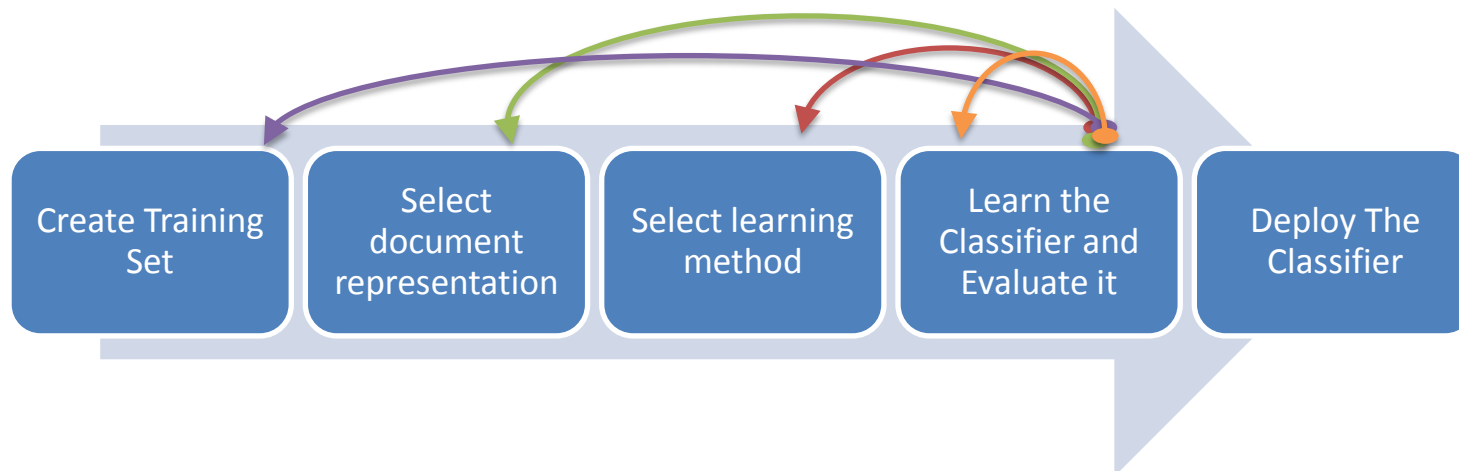 Create Training
Set
Select
document
representation
Select learning
method
Learn the
Classifier and
Evaluate it
Deploy The
Classifier